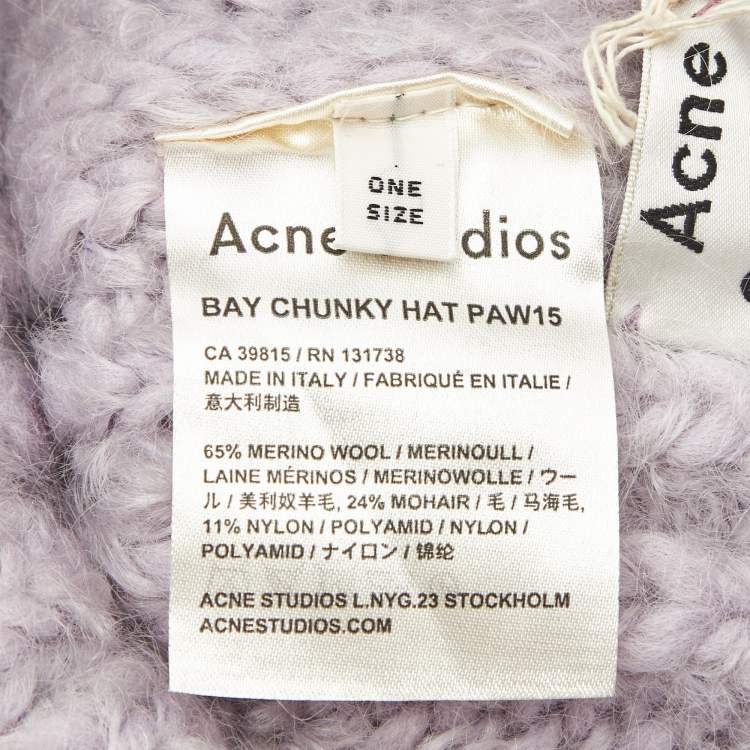 ONE
SIZE
Acne dios
BAY CHUNKY HAT PAW15
CA 39815 / RN 131738
MADE IN ITALY / FABRIQUÉ EN ITALIE /
意大利制造
65% MERINO WOOL / MERINOULL /
LAINE MÉRINOS / MERINOWOLLE / ウー
ル / 美利奴羊毛, 24% MOHAIR / 毛 / 马海毛,
11% NYLON / POLYAMID / NYLON /
POLYAMID / ナイロン / 锦纶
ACNE STUDIOS L.NYG.23 STOCKHOLM
ACNESTUDIOS.COM
Acne